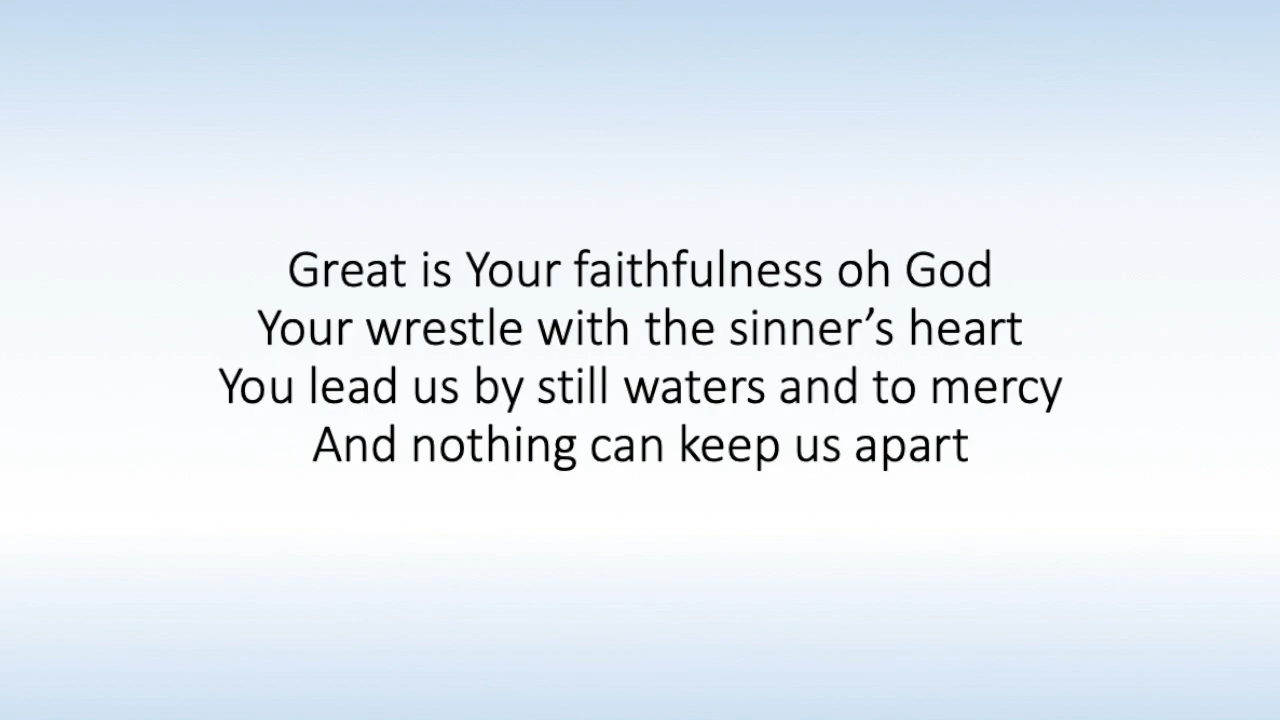 Great is Your faithfulness oh God
Your wrestle with the sinner’s heart
You lead us by still waters and to mercy
And nothing can keep us apart